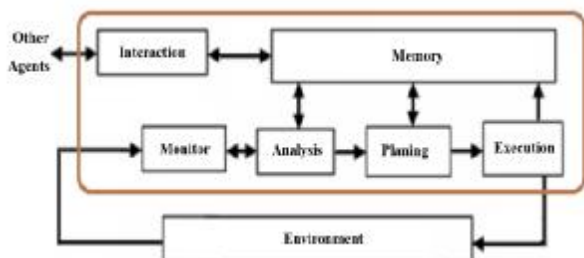 Other
Agents
Interaction
Memory
Monitor
Analysis
Planing
Execution
Environment